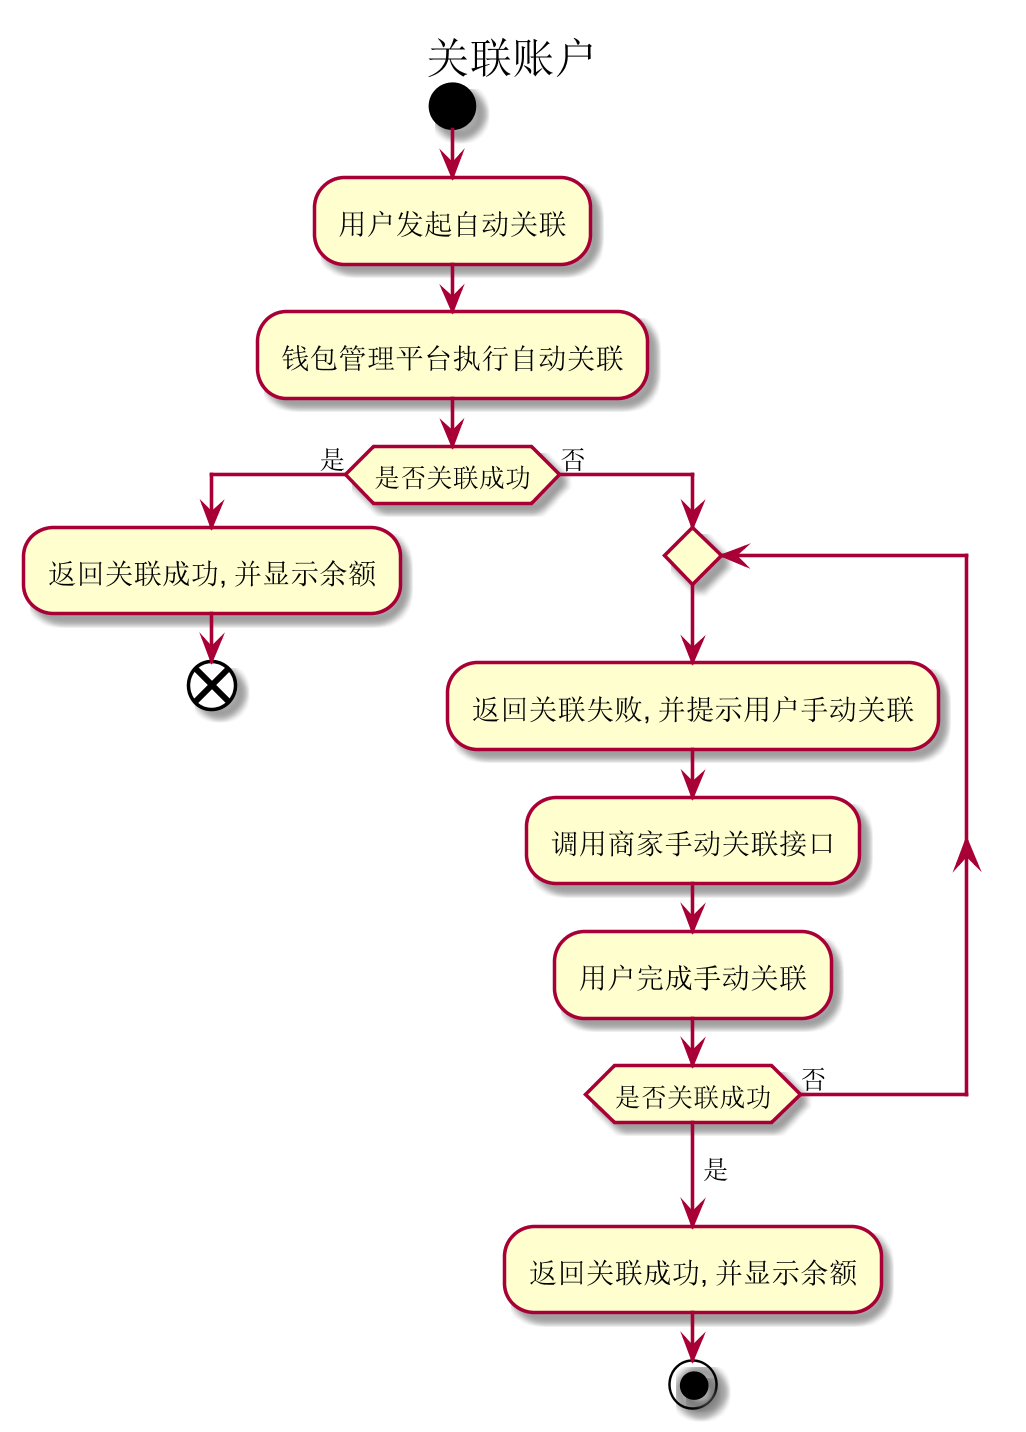 关联账户
用户发起自动关联
钱包管理平台执行自动关联
是
是否关联成功
否
返回关联成功, 并显示余额
返回关联失败, 并提示用户手动关联
调用商家手动关联接口
用户完成手动关联
是否关联成功
否
是
返回关联成功, 并显示余额